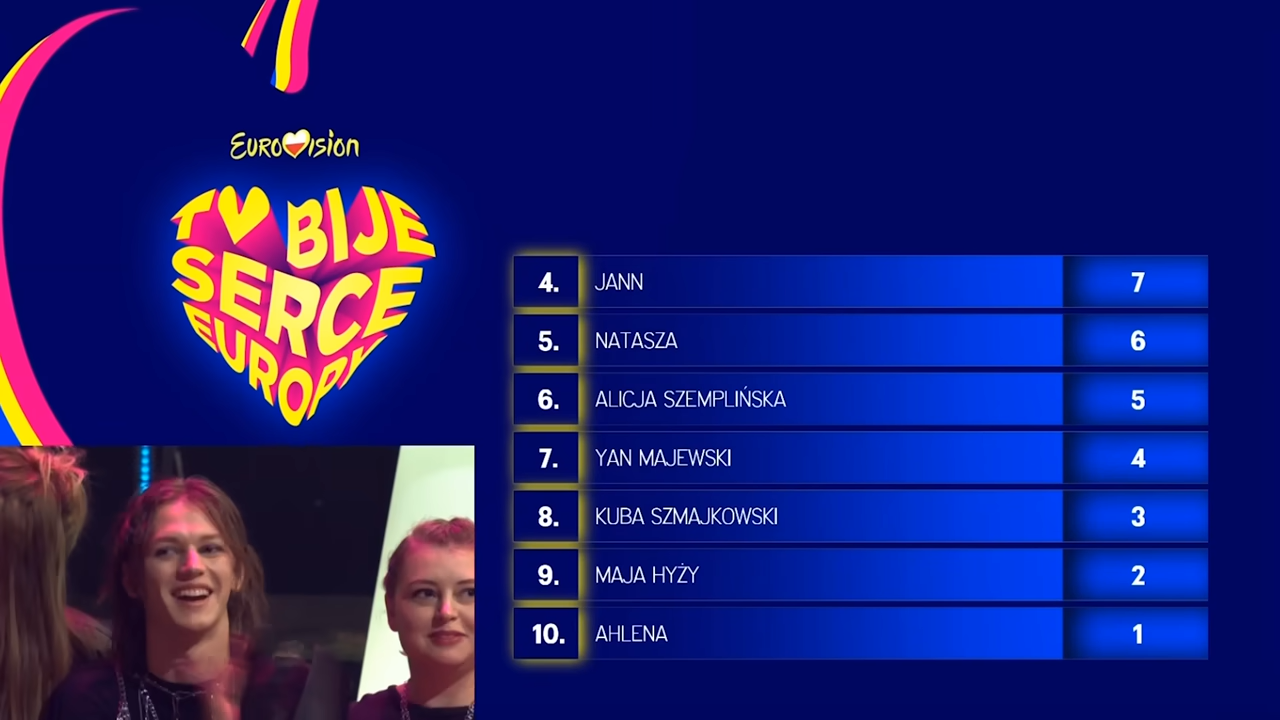 EUROVISION
TU BIJE
SERCE
EUROPY
4. JANN 7
5. NATASZA 6
6. ALICJA SZEMPLIŃSKA 5
7. YAN MAJEWSKI 4
8. KUBA SZMAJKOWSKI 3
9. MAJA HYŻY 2
10. AHLENA 1